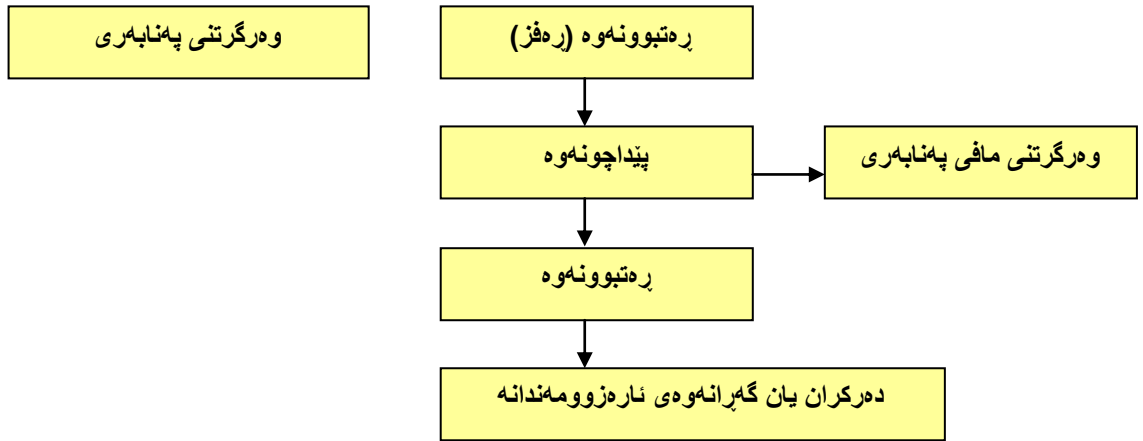 ڕەتبوونەوە (ڕەفز)
وەرگرتنی پەنابەری
پێداچونەوە
وەرگرتنی مافی پەنابەری
ڕەتبوونەوە
دەرکران یان گەڕانەوەی ئارەزوومەندانە